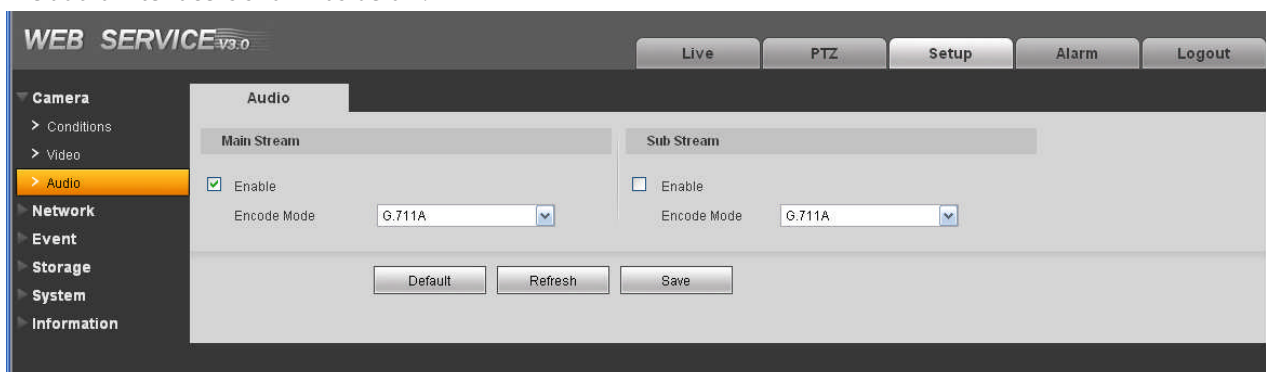 WEB SERVICE V3.0
Live
PTZ
Setup
Alarm
Logout
Camera
> Conditions
> Video
> Audio
Network
Event
Storage
System
Information
Audio
Main Stream
Enable
Encode Mode
G.711A
Sub Stream
Enable
Encode Mode
G.711A
Default
Refresh
Save